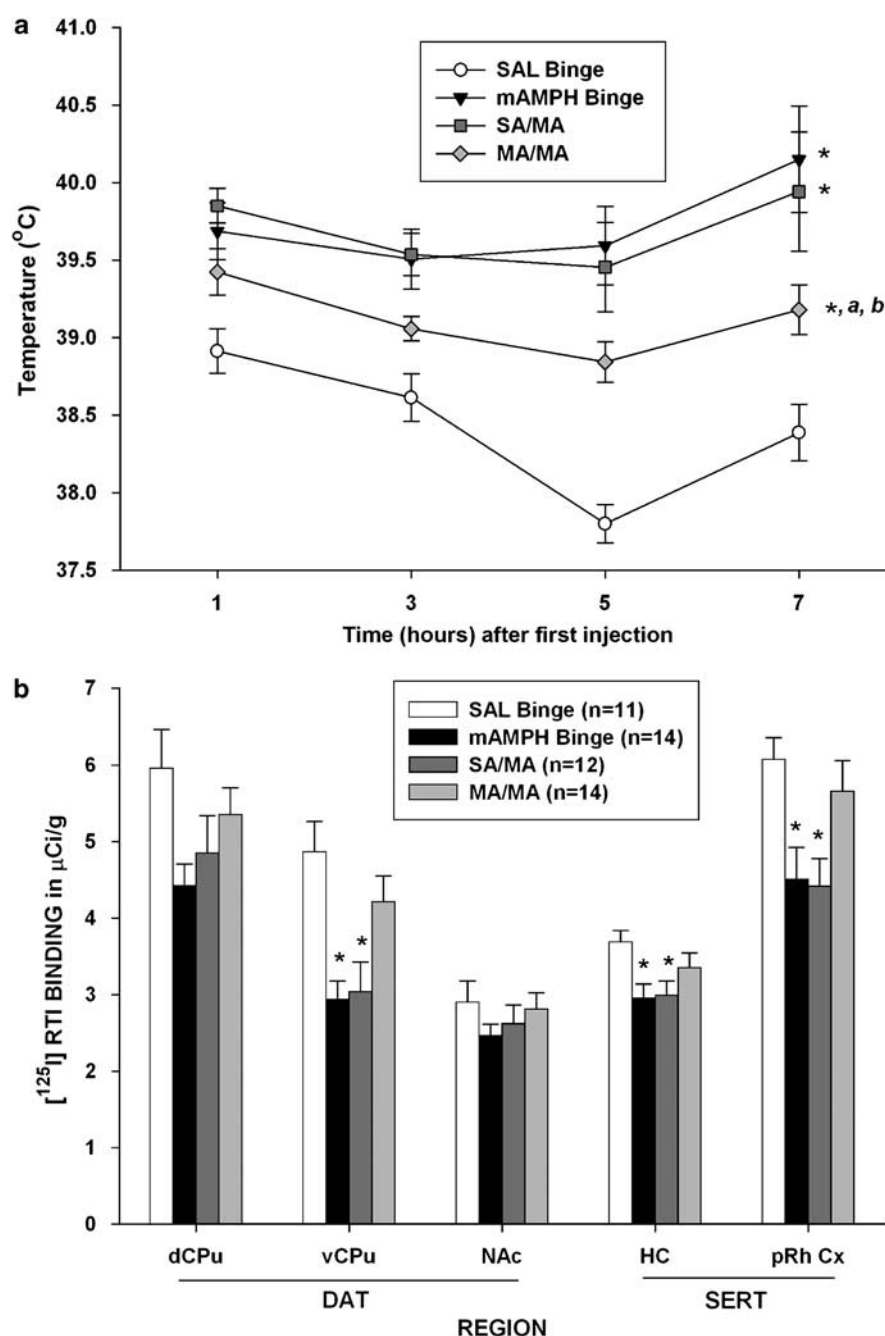 a
41.0
40.5
40.0
39.5
39.0
38.5
38.0
37.5
Temperature (°C)
SAL Binge
mAMPH Binge
SA/MA
MA/MA
*
*
*, a, b
1 3 5 7
Time (hours) after first injection
b
7
6
5
4
3
2
1
0
[¹²⁵I] RTI BINDING in μCi/g
SAL Binge (n=11)
mAMPH Binge (n=14)
SA/MA (n=12)
MA/MA (n=14)
* *
* *
* *
dCPu vCPu NAc HC pRh Cx
DAT SERT
REGION